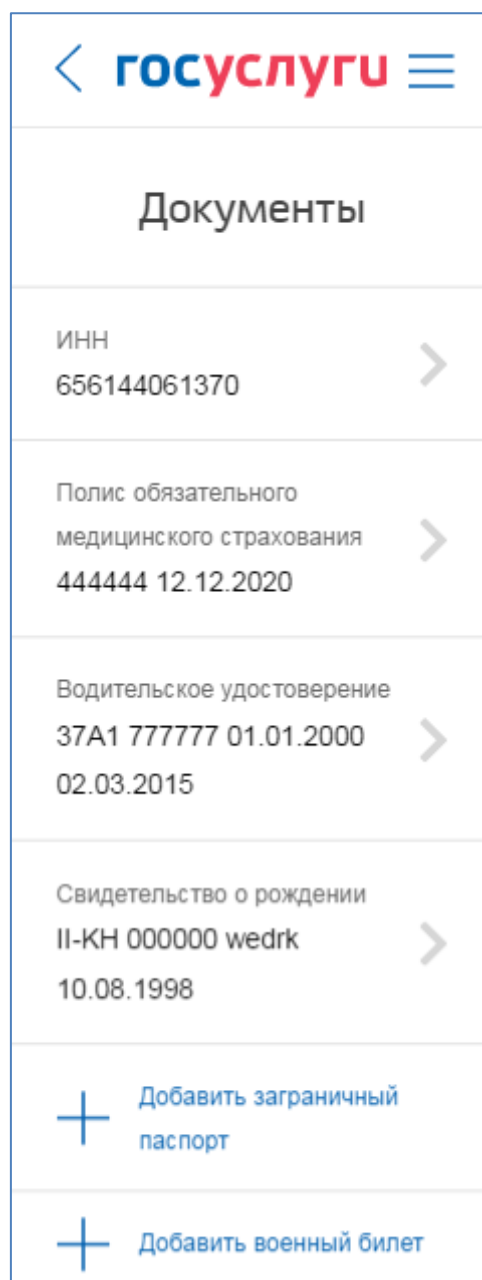 госуслуги
Документы
ИНН
656144061370
Полис обязательного
медицинского страхования
444444 12.12.2020
Водительское удостоверение
37А1 777777 01.01.2000
02.03.2015
Свидетельство о рождении
II-КН 000000 wedrk
10.08.1998
Добавить заграничный
паспорт
Добавить военный билет